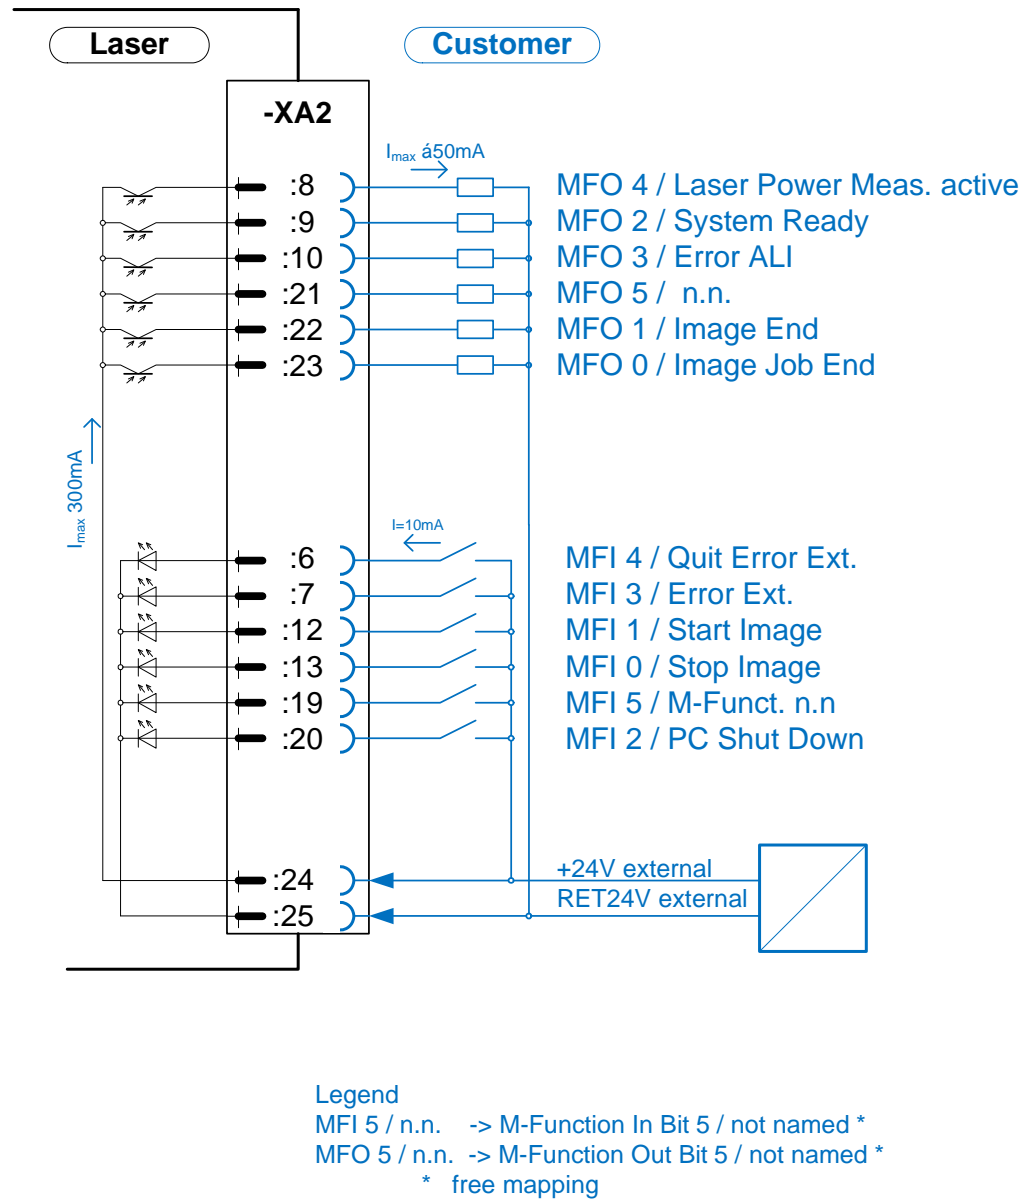 Laser
Customer
-XA2
Imax á50mA
:8 MFO 4 / Laser Power Meas. active
:9 MFO 2 / System Ready
:10 MFO 3 / Error ALI
:21 MFO 5 / n.n.
:22 MFO 1 / Image End
:23 MFO 0 / Image Job End
Imax 300mA
I=10mA
:6 MFI 4 / Quit Error Ext.
:7 MFI 3 / Error Ext.
:12 MFI 1 / Start Image
:13 MFI 0 / Stop Image
:19 MFI 5 / M-Funct. n.n
:20 MFI 2 / PC Shut Down
:24 +24V external
:25 RET24V external
Legend
MFI 5 / n.n. -> M-Function In Bit 5 / not named *
MFO 5 / n.n. -> M-Function Out Bit 5 / not named *
* free mapping